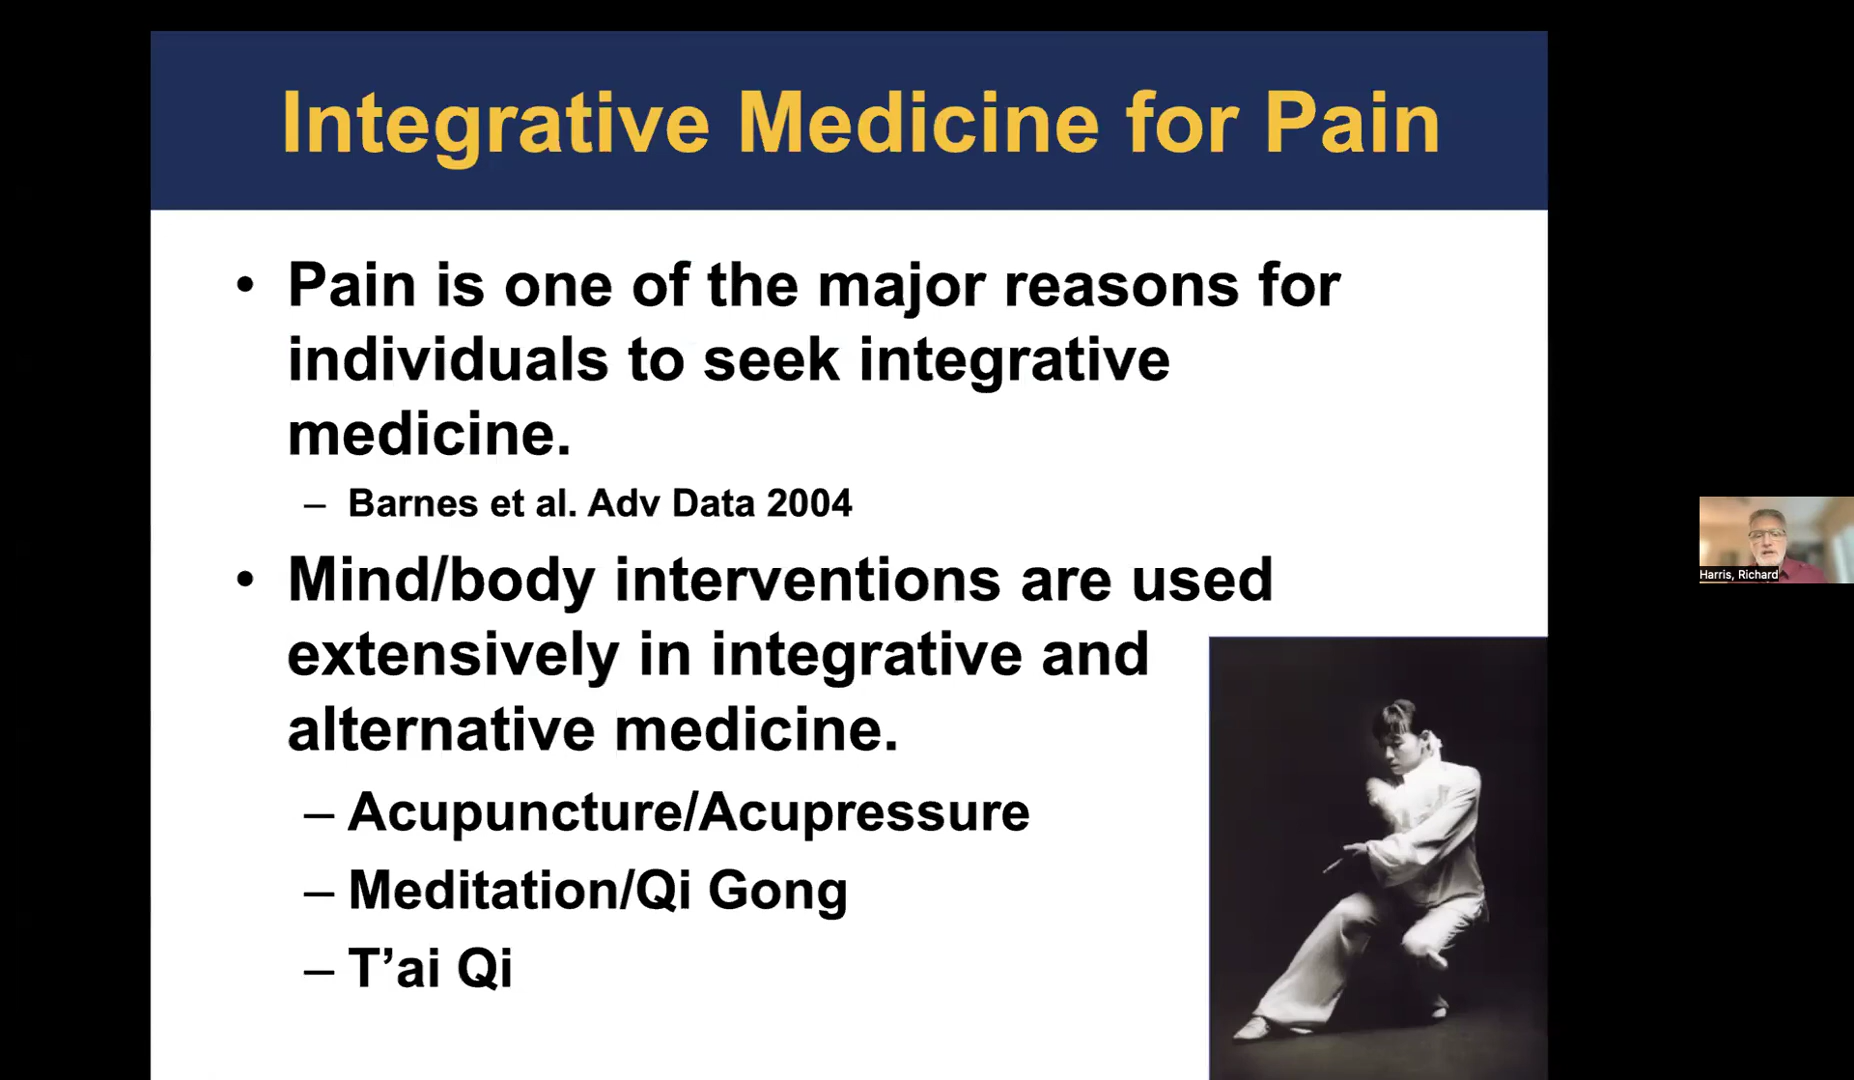 Integrative Medicine for Pain
• Pain is one of the major reasons for
individuals to seek integrative
medicine.
– Barnes et al. Adv Data 2004
• Mind/body interventions are used
extensively in integrative and
alternative medicine.
– Acupuncture/Acupressure
– Meditation/Qi Gong
– T’ai Qi
Harris, Richard